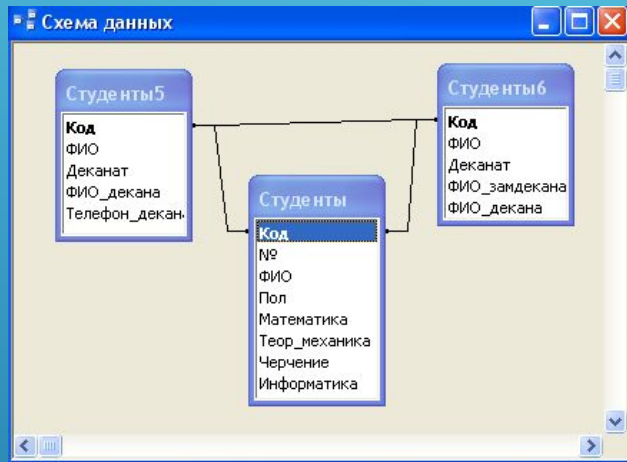 Схема данных
Студенты5
Код
ФИО
Деканат
ФИО_декана
Телефон_декан
Студенты6
Код
ФИО
Деканат
ФИО_замдекана
ФИО_декана
Студенты
Код
№
ФИО
Пол
Математика
Теор_механика
Черчение
Информатика